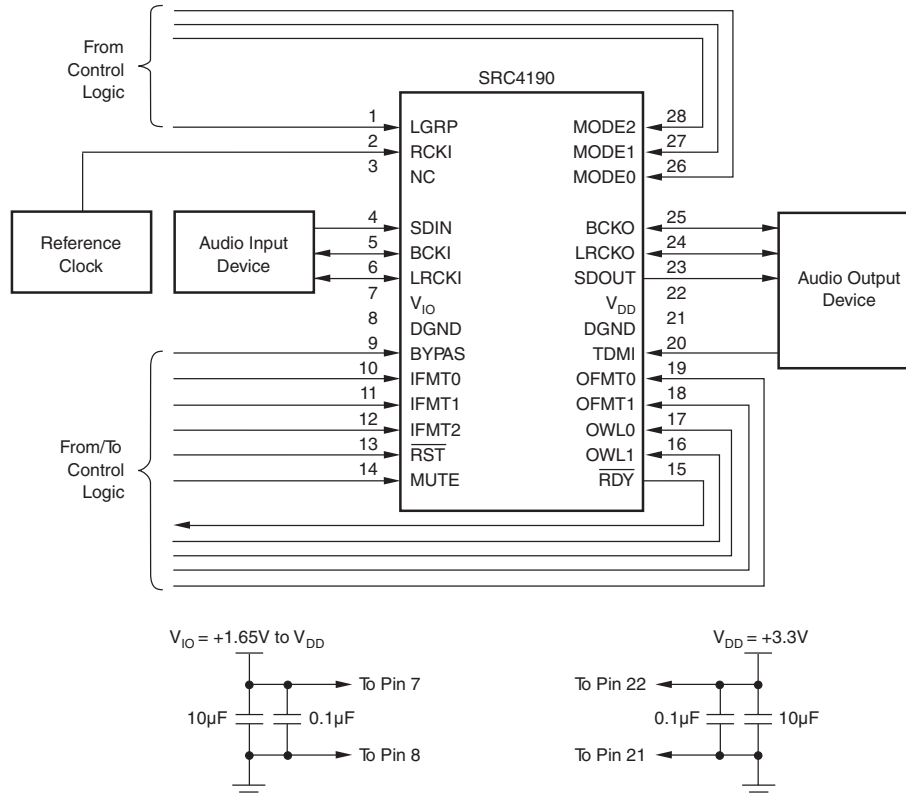 From
Control
Logic
SRC4190
1 LGRP MODE2 28
2 RCKI MODE1 27
3 NC MODE0 26
Reference
Clock
Audio Input
Device
4 SDIN BCKO 25
5 BCKI LRCKO 24
6 LRCKI SDOUT 23
7 VIO VDD 22
8 DGND DGND 21
9 BYPAS TDMI 20
10 IFMT0 OFMT0 19
11 IFMT1 OFMT1 18
12 IFMT2 OWL0 17
13 RST OWL1 16
14 MUTE RDY 15
Audio Output
Device
From/To
Control
Logic
VIO = +1.65V to VDD
To Pin 7
10µF 0.1µF
To Pin 8
VDD = +3.3V
To Pin 22
0.1µF 10µF
To Pin 21